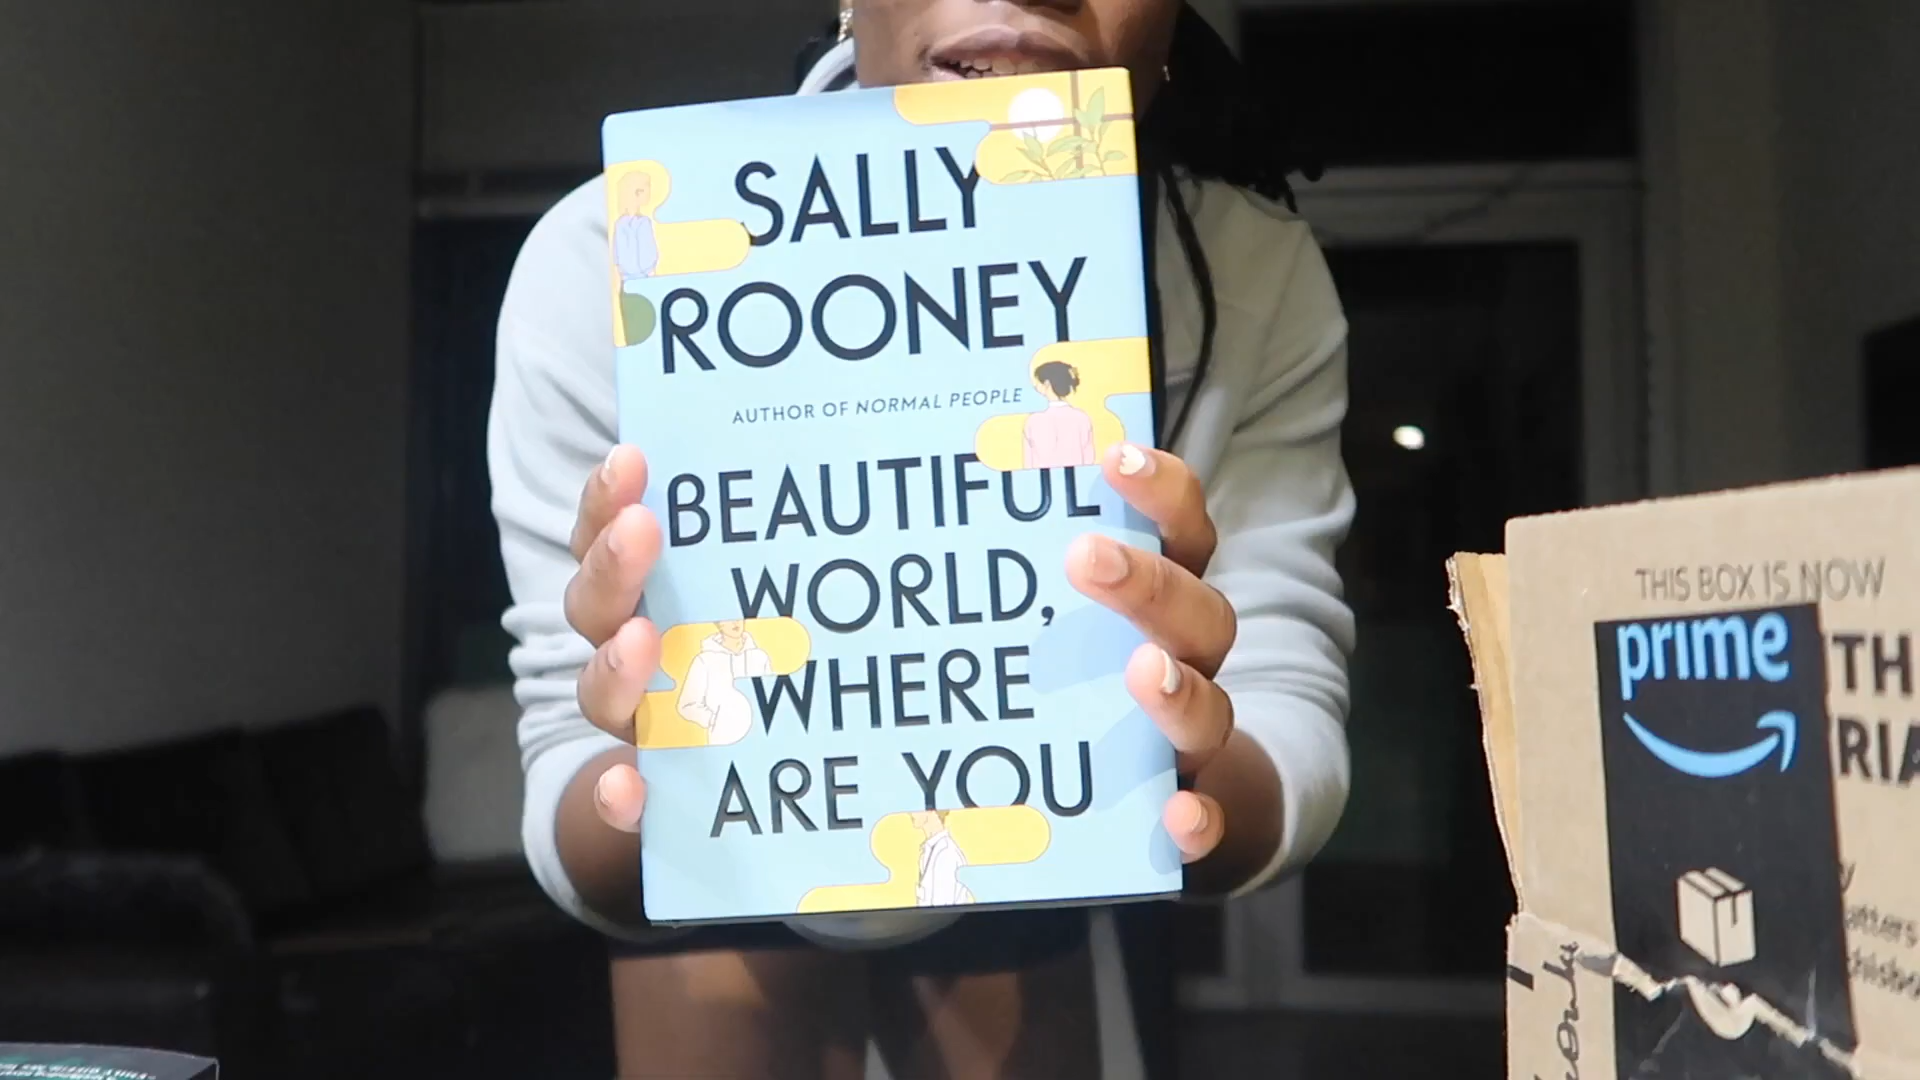 SALLY
ROONEY
AUTHOR OF NORMAL PEOPLE
BEAUTIFUL
WORLD,
WHERE
ARE YOU
THIS BOX IS NOW
prime